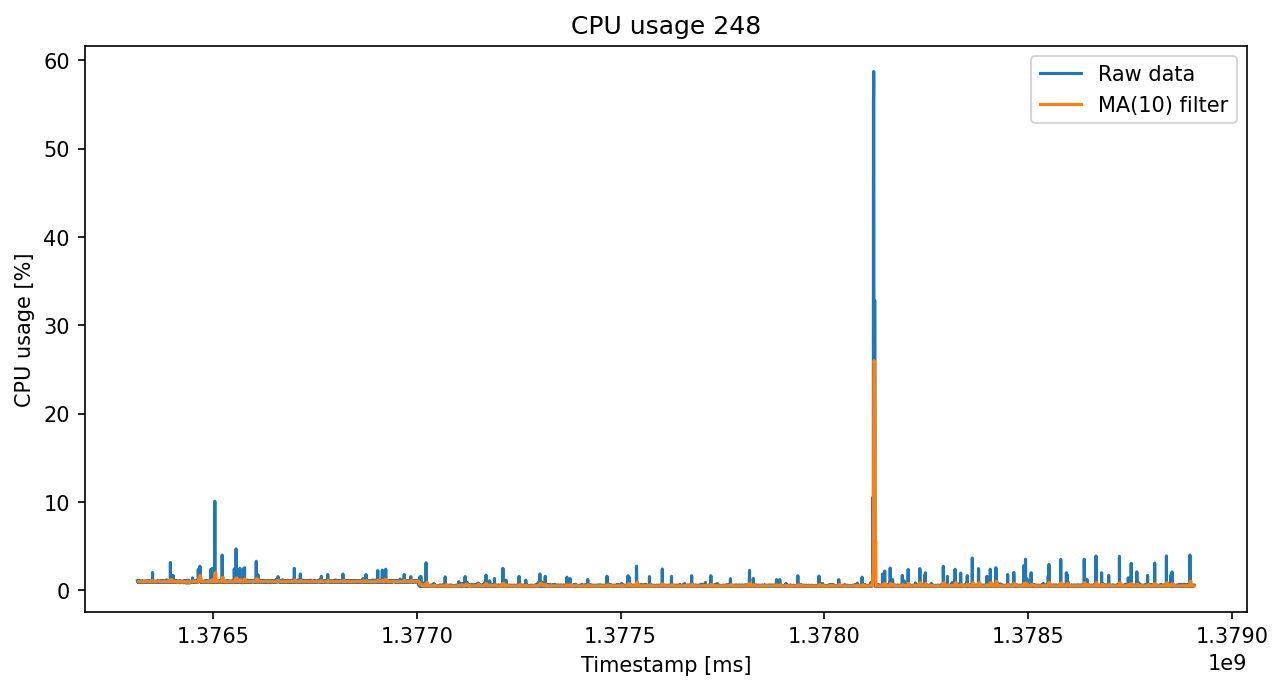 CPU usage 248
Raw data
MA(10) filter
CPU usage [%]
60
50
40
30
20
10
0
1.3765 1.3770 1.3775 1.3780 1.3785 1.3790
1e9
Timestamp [ms]